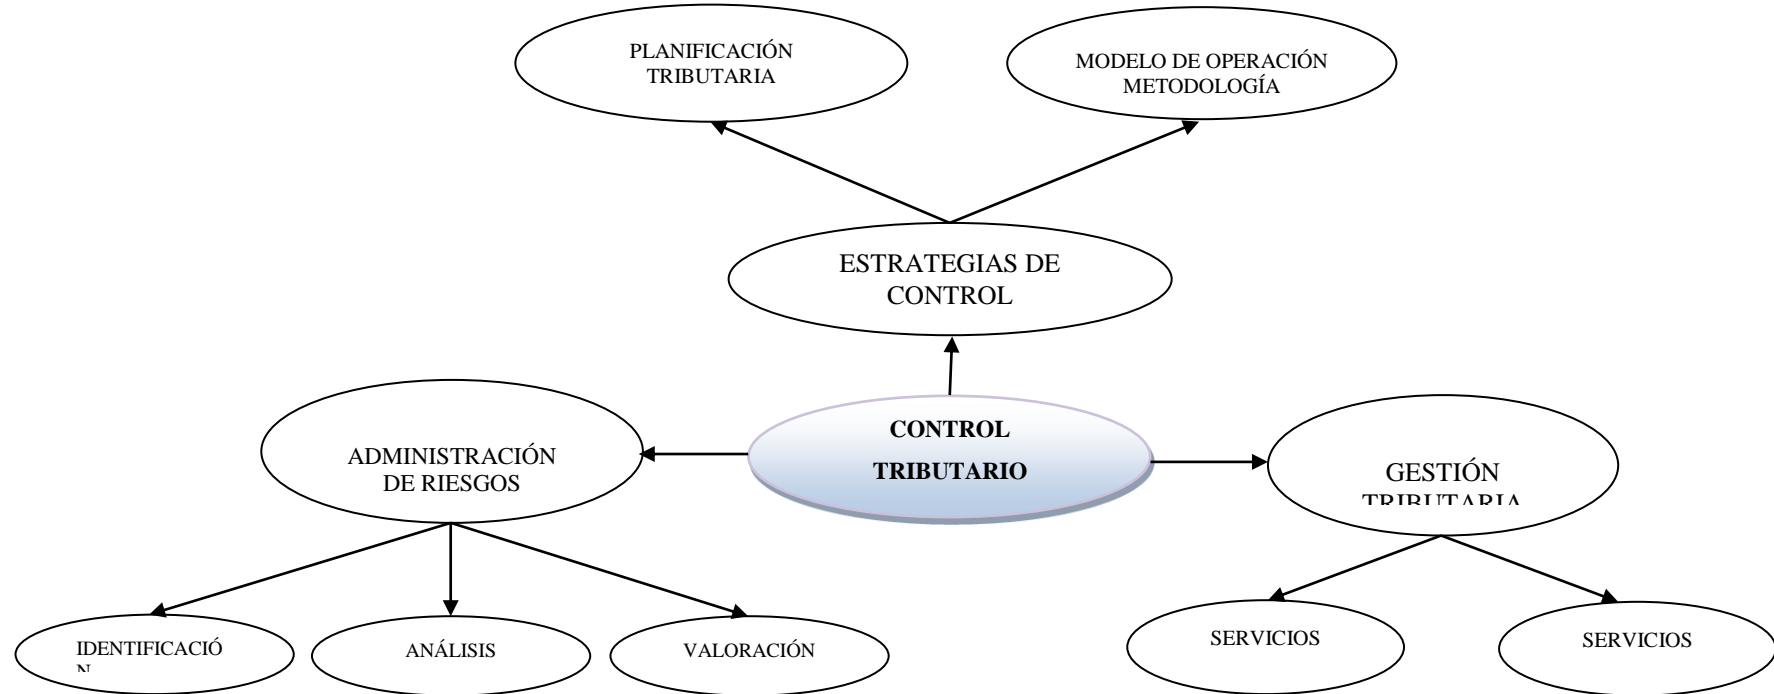 PLANIFICACIÓN
TRIBUTARIA
MODELO DE OPERACIÓN
METODOLOGÍA
ESTRATEGIAS DE
CONTROL
CONTROL
TRIBUTARIO
ADMINISTRACIÓN
DE RIESGOS
GESTIÓN
TRIBUTARIA
IDENTIFICACIÓ
N
ANÁLISIS
VALORACIÓN
SERVICIOS
SERVICIOS